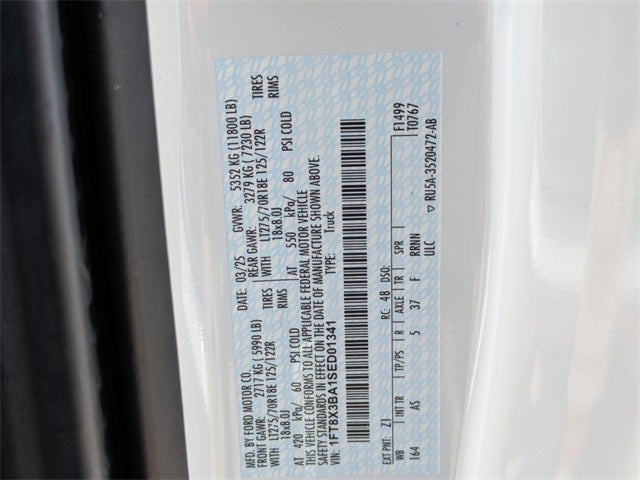 MFD. BY FORD MOTOR CO.
DATE: 03/25 GVWR: 5352 KG (11800 LB)
FRONT GAWR: 2717 KG (5990 LB) REAR GAWR: 3279 KG (7230 LB)
WITH LT275/70R18E 125/122R TIRES WITH LT275/70R18E 125/122R TIRES
18x8.0J RIMS 18x8.0J RIMS
AT 420 kPa/ 60 PSI COLD AT 550 kPa/ 80 PSI COLD
THIS VEHICLE CONFORMS TO ALL APPLICABLE FEDERAL MOTOR VEHICLE
SAFETY STANDARDS IN EFFECT ON THE DATE OF MANUFACTURE SHOWN ABOVE.
VIN: 1FT8X3BA1SED01341 TYPE: Truck
EXT PNT: Z1 RC: 48 DSO: F1499
WB INT TR TP/PS R AXLE TR SPR T0767
164 AS 5 37 F RRNN
ULC ▽ RU5A-3520472-AB